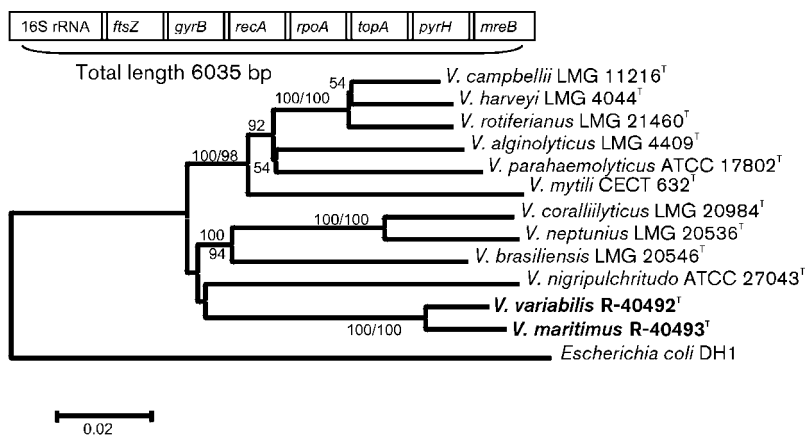 16S rRNA ftsZ gyrB recA rpoA topA pyrH mreB
Total length 6035 bp
54 V. campbellii LMG 11216ᵀ
100/100 V. harveyi LMG 4044ᵀ
V. rotiferianus LMG 21460ᵀ
92
V. alginolyticus LMG 4409ᵀ
100/98 54 V. parahaemolyticus ATCC 17802ᵀ
V. mytili CECT 632ᵀ
100/100 V. coralliilyticus LMG 20984ᵀ
100 V. neptunius LMG 20536ᵀ
94 V. brasiliensis LMG 20546ᵀ
V. nigripulchritudo ATCC 27043ᵀ
V. variabilis R-40492ᵀ
100/100 V. maritimus R-40493ᵀ
Escherichia coli DH1
0.02